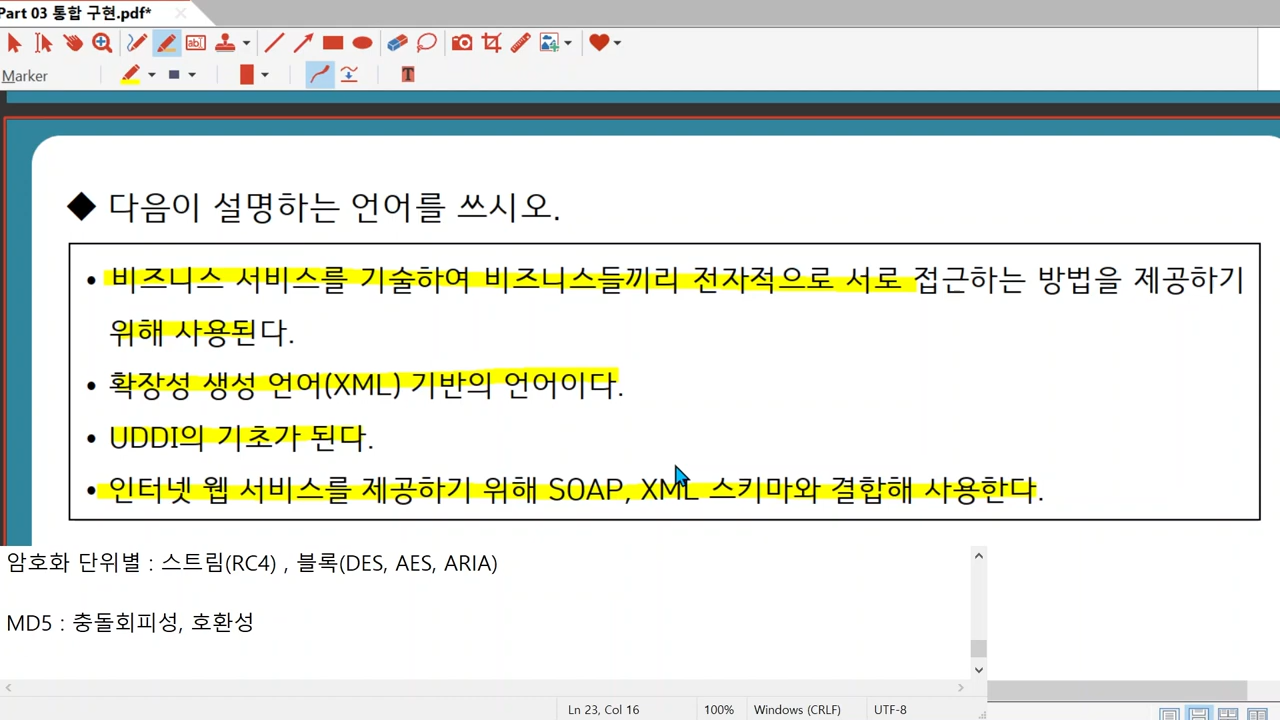 Part 03 통합 구현.pdf*
Marker
◆ 다음이 설명하는 언어를 쓰시오.
• 비즈니스 서비스를 기술하여 비즈니스들끼리 전자적으로 서로 접근하는 방법을 제공하기
위해 사용된다.
• 확장성 생성 언어(XML) 기반의 언어이다.
• UDDI의 기초가 된다.
• 인터넷 웹 서비스를 제공하기 위해 SOAP, XML 스키마와 결합해 사용한다.
암호화 단위별 : 스트림(RC4) , 블록(DES, AES, ARIA)
MD5 : 충돌회피성, 호환성
Ln 23, Col 16 100% Windows (CRLF) UTF-8